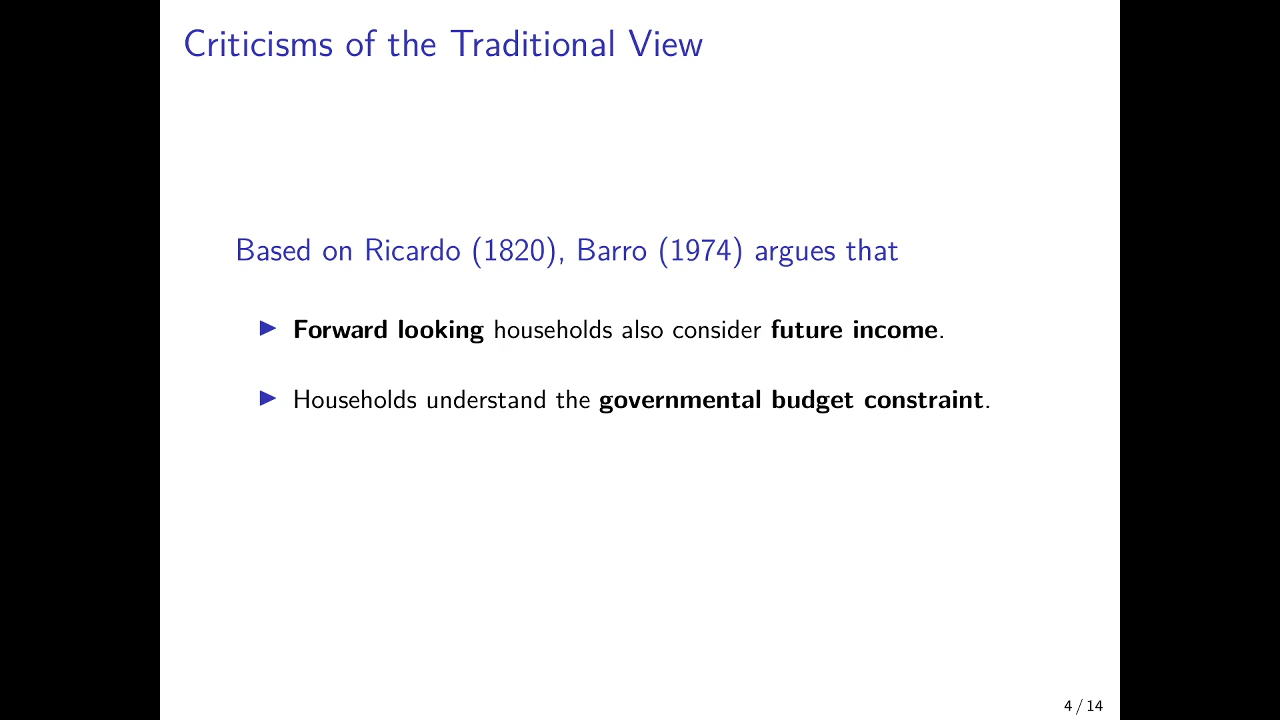 Criticisms of the Traditional View
Based on Ricardo (1820), Barro (1974) argues that
▶ Forward looking households also consider future income.
▶ Households understand the governmental budget constraint.
4 / 14